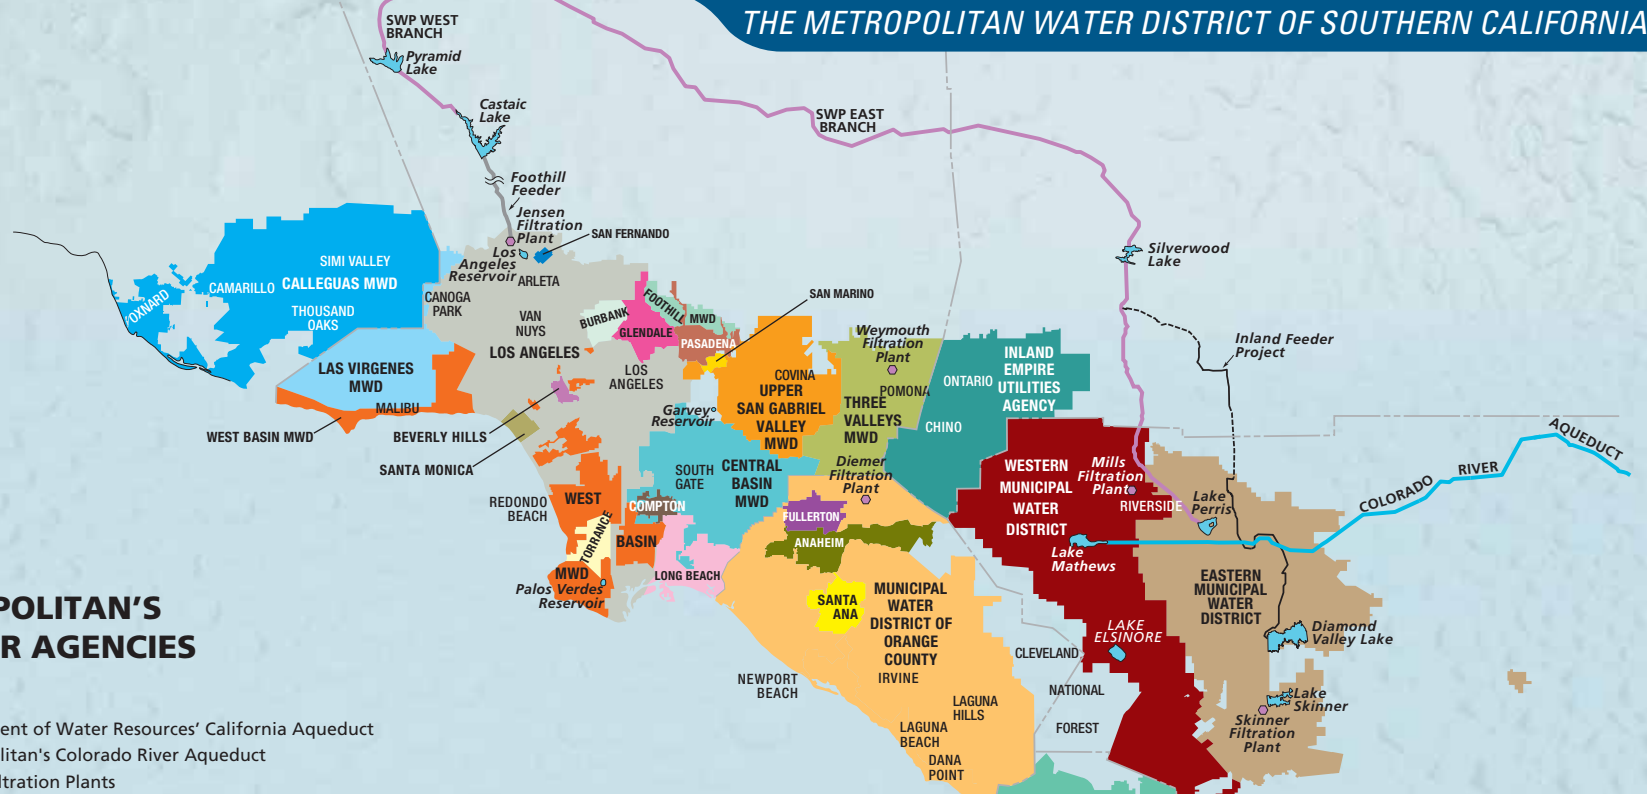 THE METROPOLITAN WATER DISTRICT OF SOUTHERN CALIFORNIA
SWP WEST
BRANCH
Pyramid
Lake
Castaic
Lake
SWP EAST
BRANCH
Foothill
Feeder
Jensen
Filtration
Plant
Los
Angeles
Reservoir
SAN FERNANDO
Silverwood
Lake
SIMI VALLEY
CAMARILLO
CALLEGUAS MWD
OXNARD
THOUSAND
OAKS
CANOGA
PARK
ARLETA
VAN
NUYS
LOS ANGELES
BURBANK
GLENDALE
FOOTHILL
MWD
PASADENA
SAN MARINO
Weymouth
Filtration
Plant
Inland Feeder
Project
LAS VIRGENES
MWD
MALIBU
LOS
ANGELES
COVINA
UPPER
SAN GABRIEL
VALLEY
MWD
POMONA
THREE
VALLEYS
MWD
ONTARIO
INLAND
EMPIRE
UTILITIES
AGENCY
CHINO
WEST BASIN MWD
BEVERLY HILLS
SANTA MONICA
Garvey
Reservoir
SOUTH
GATE
CENTRAL
BASIN
MWD
Diemer
Filtration
Plant
WESTERN
MUNICIPAL
WATER
DISTRICT
Mills
Filtration
Plant
RIVERSIDE
Lake
Perris
COLORADO
RIVER
AQUEDUCT
REDONDO
BEACH
WEST
BASIN
MWD
TORRANCE
COMPTON
FULLERTON
ANAHEIM
LONG BEACH
Palos Verdes
Reservoir
Lake
Mathews
SANTA
ANA
MUNICIPAL
WATER
DISTRICT OF
ORANGE
COUNTY
IRVINE
EASTERN
MUNICIPAL
WATER
DISTRICT
LAKE
ELSINORE
Diamond
Valley Lake
CLEVELAND
NATIONAL
FOREST
NEWPORT
BEACH
LAGUNA
HILLS
LAGUNA
BEACH
DANA
POINT
Lake
Skinner
Skinner
Filtration
Plant
POLITAN'S
R AGENCIES
ent of Water Resources' California Aqueduct
litan's Colorado River Aqueduct
ltration Plants